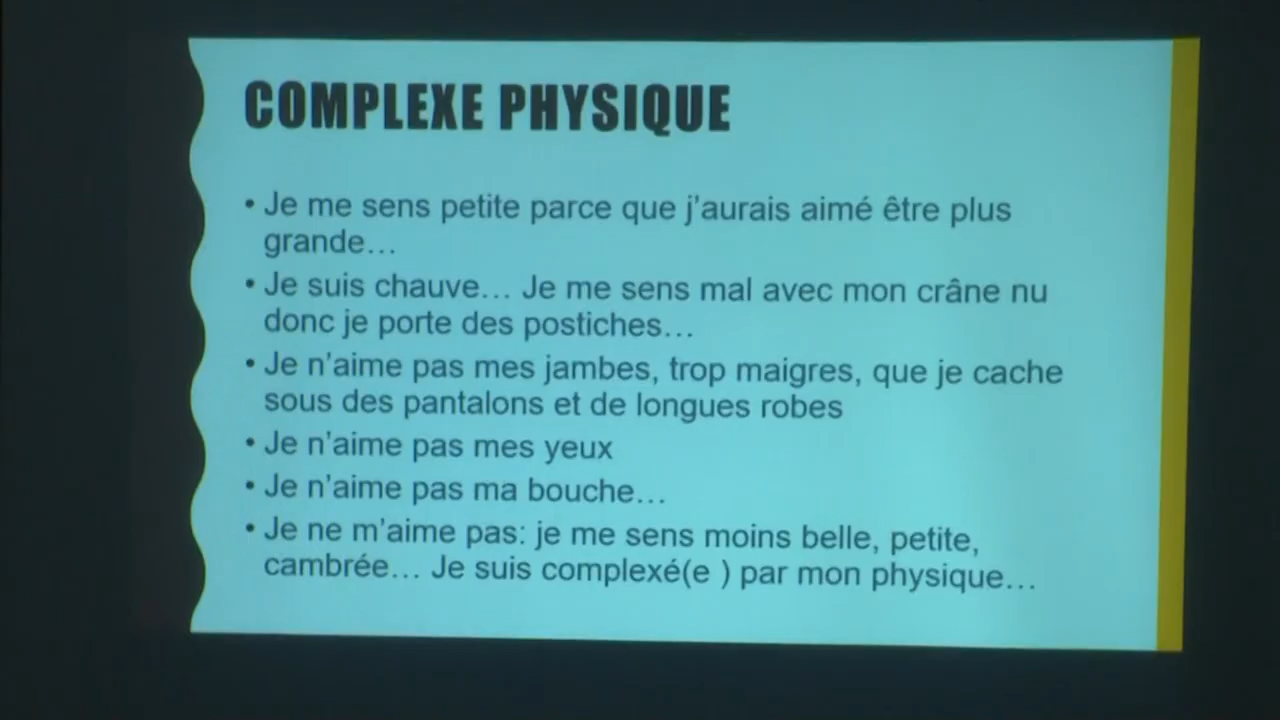 COMPLEXE PHYSIQUE
• Je me sens petite parce que j'aurais aimé être plus
grande…
• Je suis chauve… Je me sens mal avec mon crâne nu
donc je porte des postiches…
• Je n'aime pas mes jambes, trop maigres, que je cache
sous des pantalons et de longues robes
• Je n'aime pas mes yeux
• Je n'aime pas ma bouche…
• Je ne m'aime pas: je me sens moins belle, petite,
cambrée… Je suis complexé(e ) par mon physique…